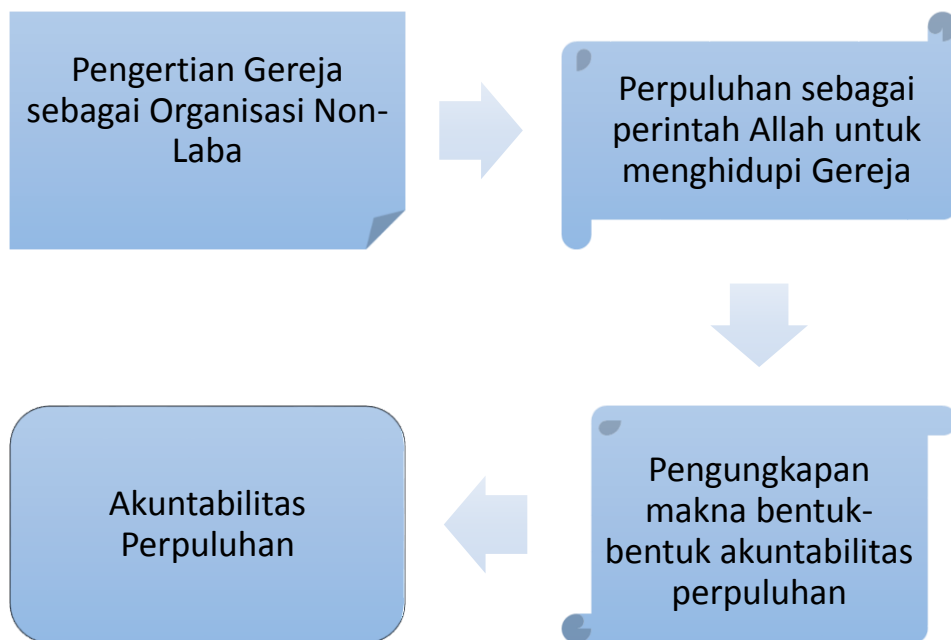 Pengertian Gereja
sebagai Organisasi Non-
Laba
Perpuluhan sebagai
perintah Allah untuk
menghidupi Gereja
Pengungkapan
makna bentuk-
bentuk akuntabilitas
perpuluhan
Akuntabilitas
Perpuluhan